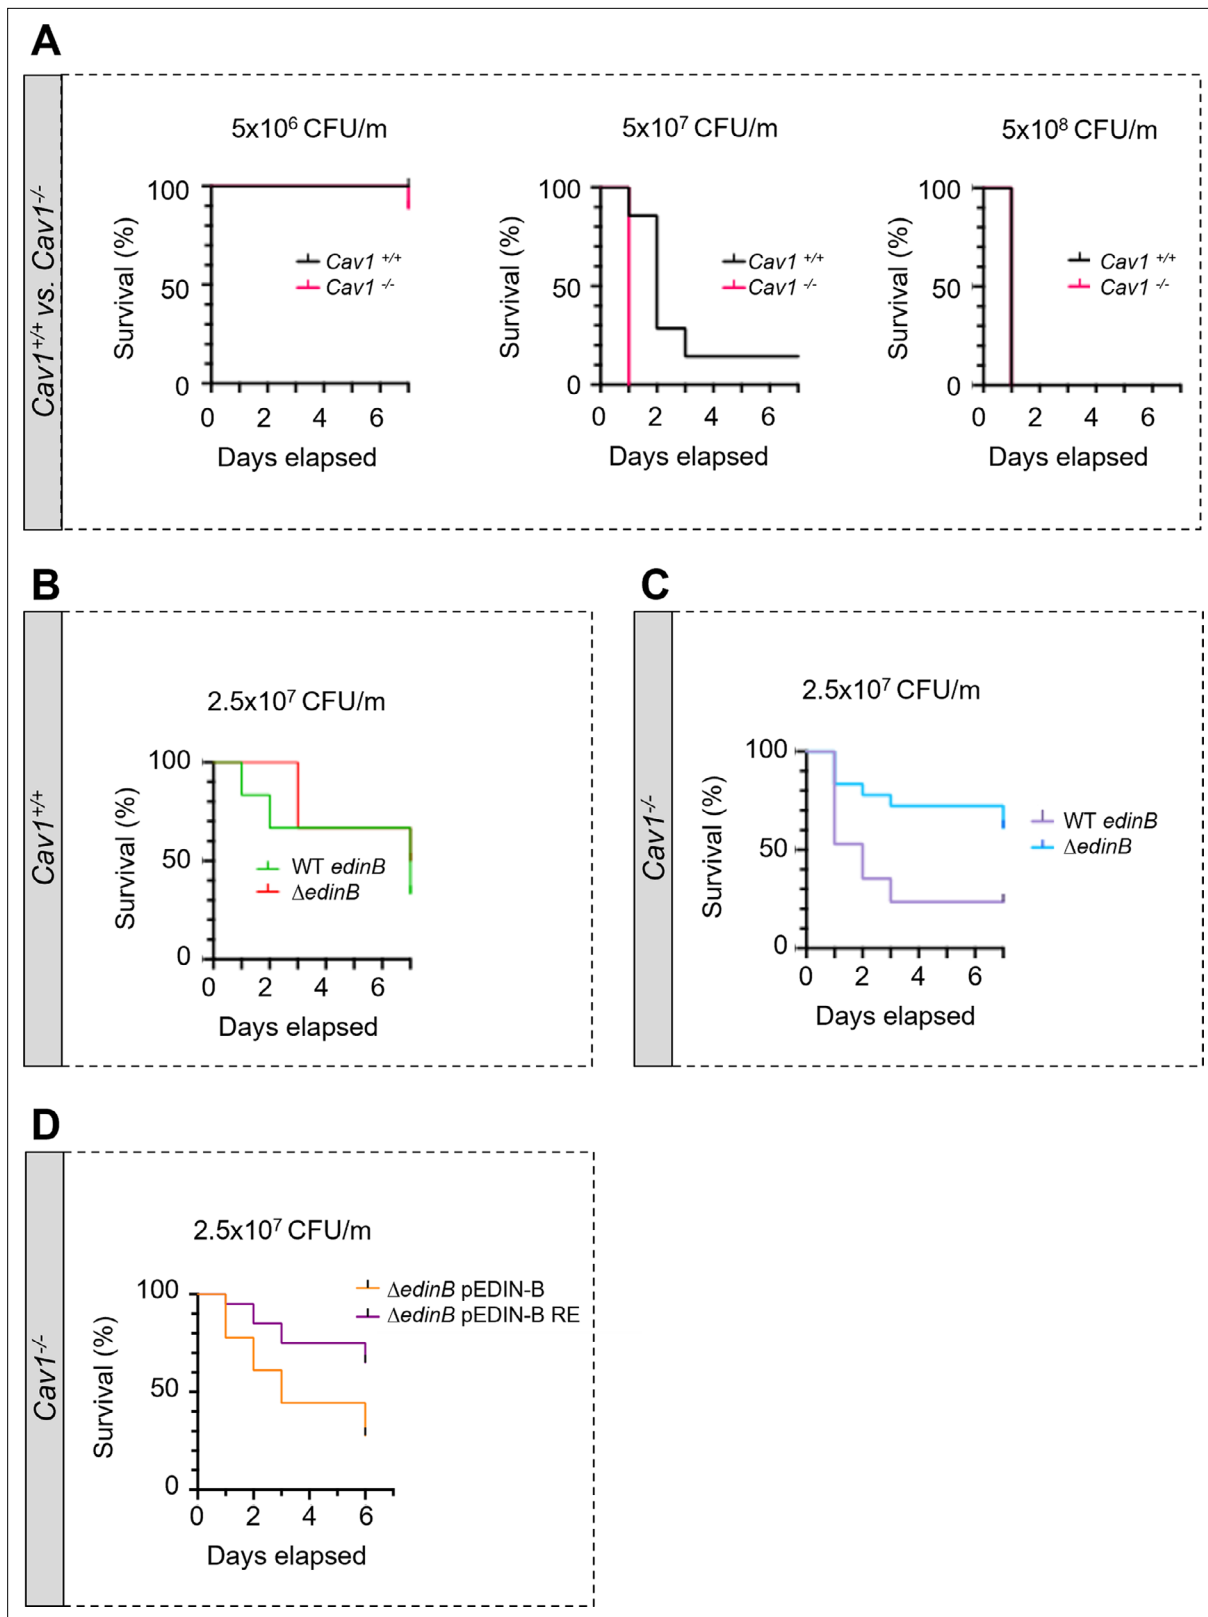 A
Cav1+/+ vs. Cav1-/-
5x10⁶ CFU/m
Survival (%)
100
50
0
Cav1 +/+
Cav1 -/-
0 2 4 6
Days elapsed
5x10⁷ CFU/m
Survival (%)
100
50
0
Cav1 +/+
Cav1 -/-
0 2 4 6
Days elapsed
5x10⁸ CFU/m
Survival (%)
100
50
0
Cav1 +/+
Cav1 -/-
0 2 4 6
Days elapsed
B
Cav1+/+
2.5x10⁷ CFU/m
Survival (%)
100
50
0
WT edinB
ΔedinB
0 2 4 6
Days elapsed
C
Cav1-/-
2.5x10⁷ CFU/m
Survival (%)
100
50
0
WT edinB
ΔedinB
0 2 4 6
Days elapsed
D
Cav1-/-
2.5x10⁷ CFU/m
Survival (%)
100
50
0
ΔedinB pEDIN-B
ΔedinB pEDIN-B RE
0 2 4 6
Days elapsed